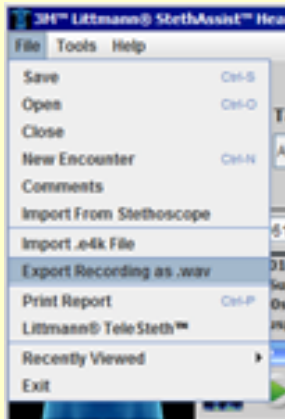 3M™ Littmann® StethAssist™ Hea
File Tools Help
Save Ctrl-S
Open Ctrl-O
Close
New Encounter Ctrl-N
Comments
Import From Stethoscope
Import .e4k File
Export Recording as .wav
Print Report Ctrl-P
Littmann® TeleSteth™
Recently Viewed
Exit